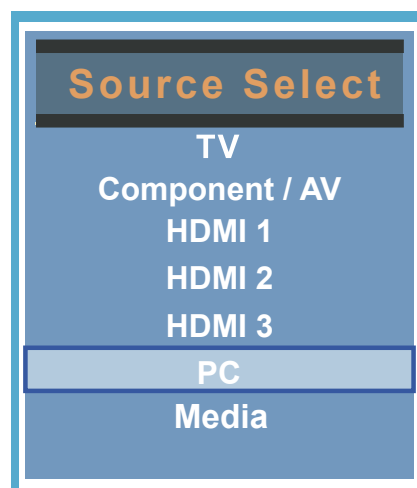 Source Select
TV
Component / AV
HDMI 1
HDMI 2
HDMI 3
PC
Media